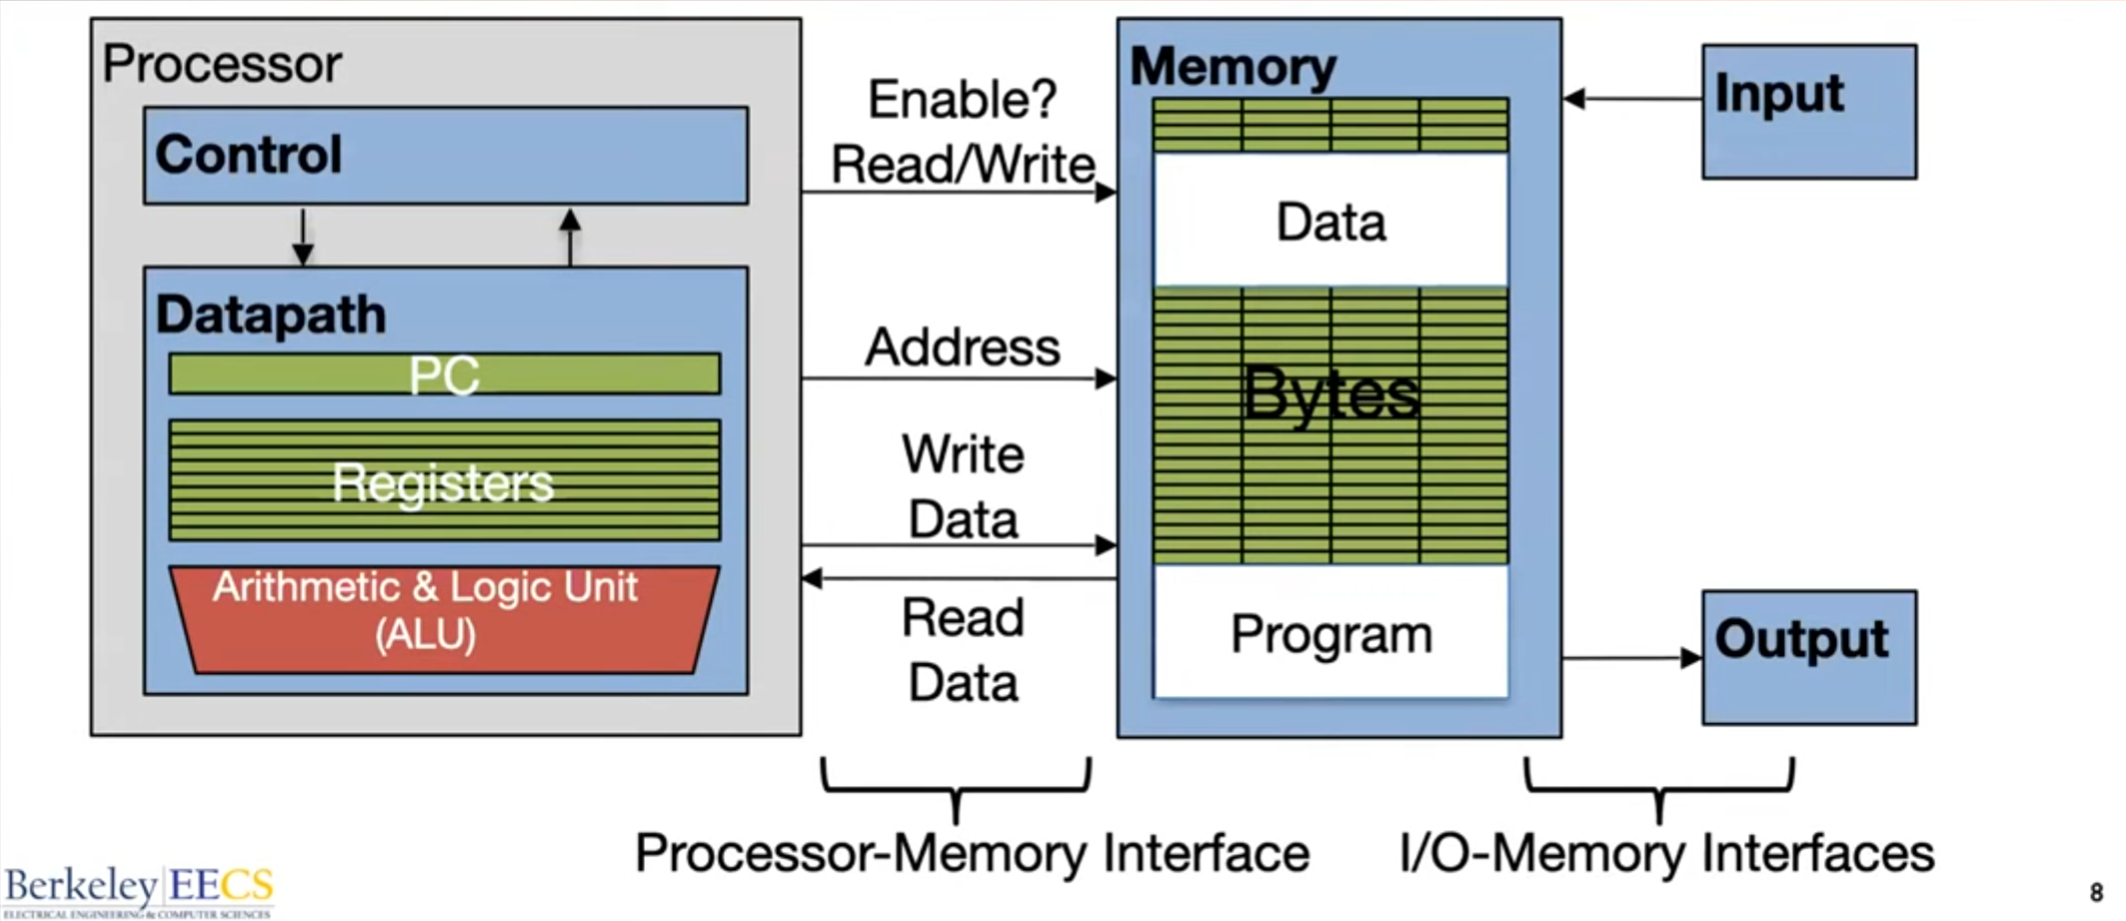 Processor
Control
Datapath
PC
Registers
Arithmetic & Logic Unit
(ALU)
Enable?
Read/Write
Address
Write
Data
Read
Data
Memory
Data
Bytes
Program
Input
Output
Processor-Memory Interface
I/O-Memory Interfaces
Berkeley EECS
ELECTRICAL ENGINEERING & COMPUTER SCIENCES
8